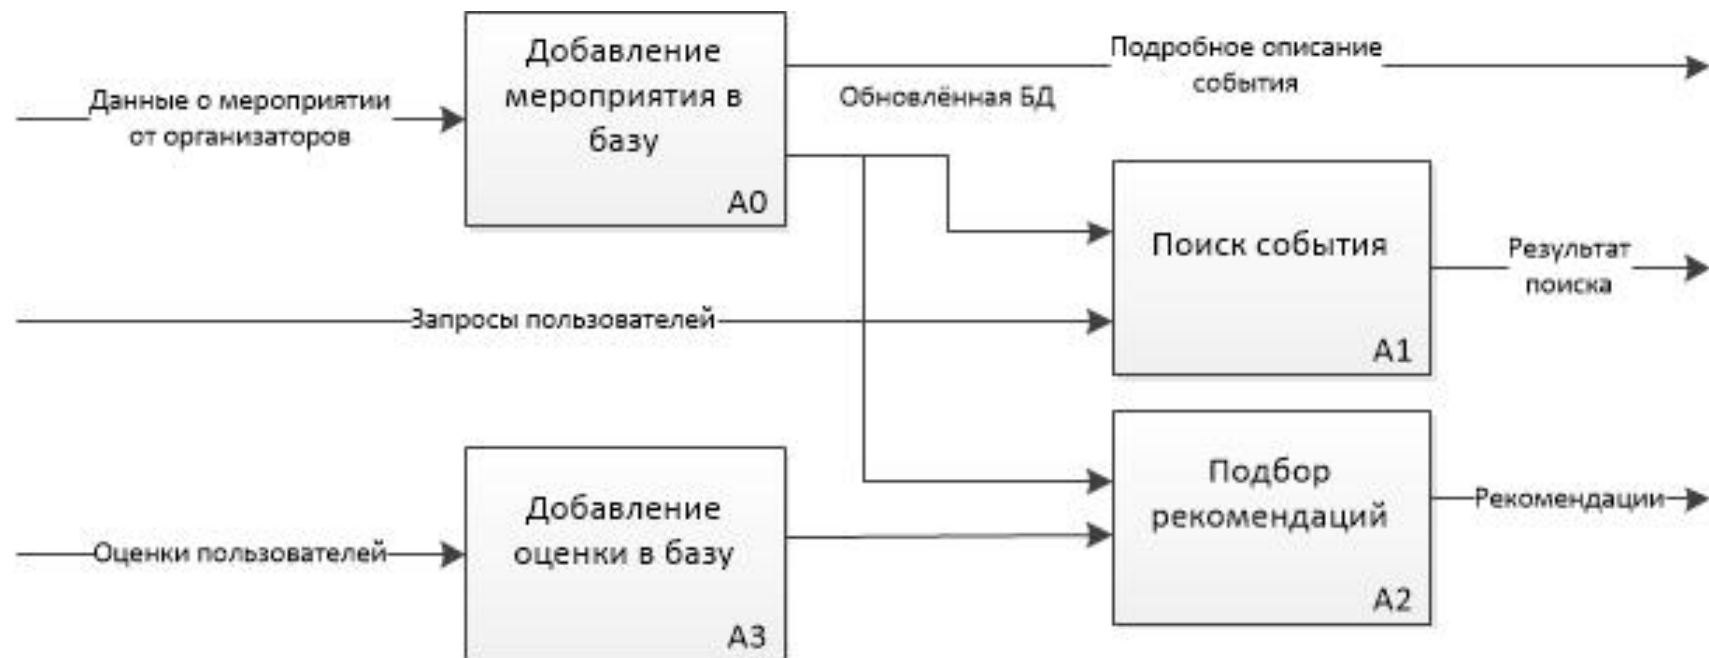 Данные о мероприятии
от организаторов
Добавление
мероприятия в
базу
A0
Обновлённая БД
Подробное описание
события
Поиск события
A1
Результат
поиска
Запросы пользователей
Оценки пользователей
Добавление
оценки в базу
A3
Подбор
рекомендаций
A2
Рекомендации